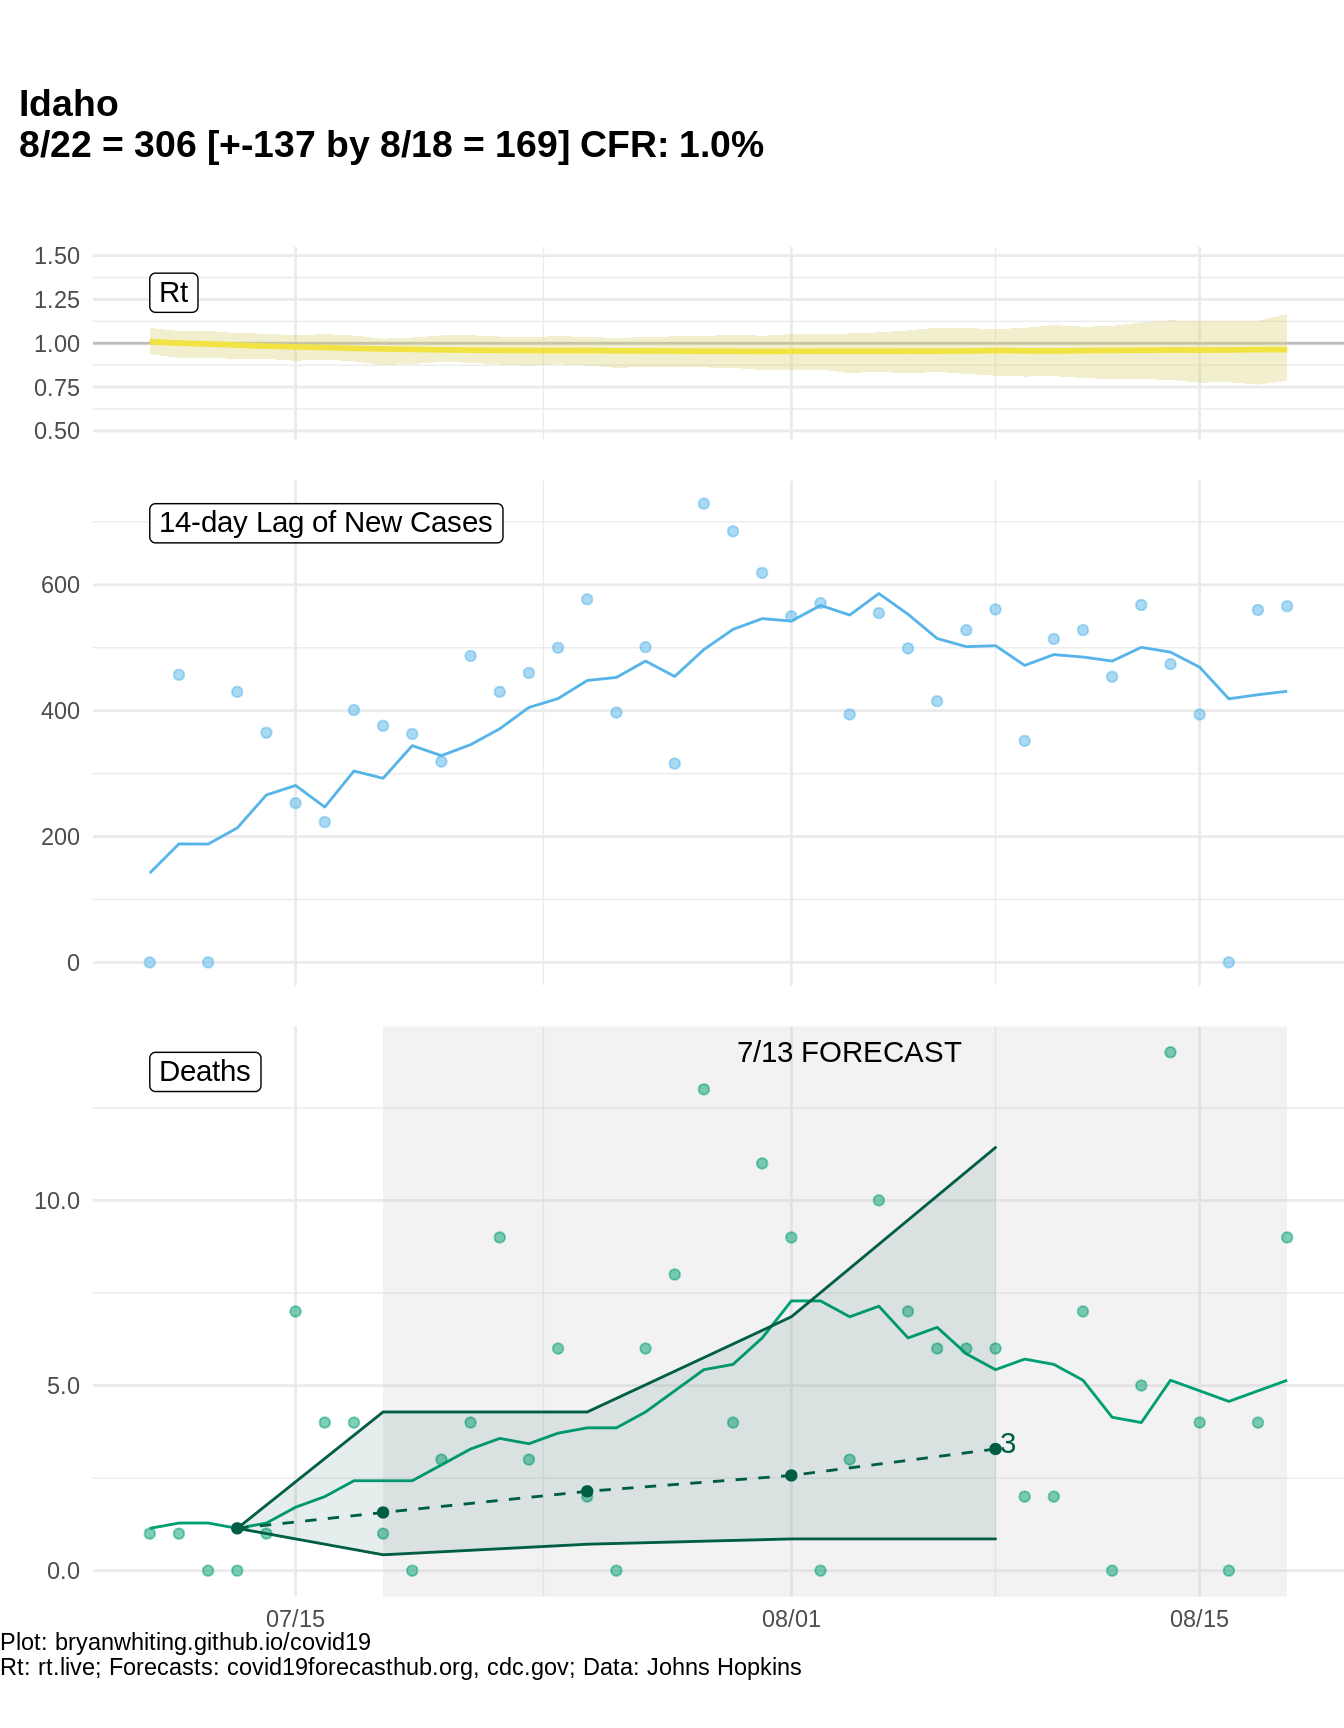 Idaho
8/22 = 306 [+-137 by 8/18 = 169] CFR: 1.0%
1.50
Rt
1.25
1.00
0.75
0.50
14-day Lag of New Cases
600
400
200
0
7/13 FORECAST
Deaths
10.0
5.0
3
0.0
07/15 08/01 08/15
Plot: bryanwhiting.github.io/covid19
Rt: rt.live; Forecasts: covid19forecasthub.org, cdc.gov; Data: Johns Hopkins